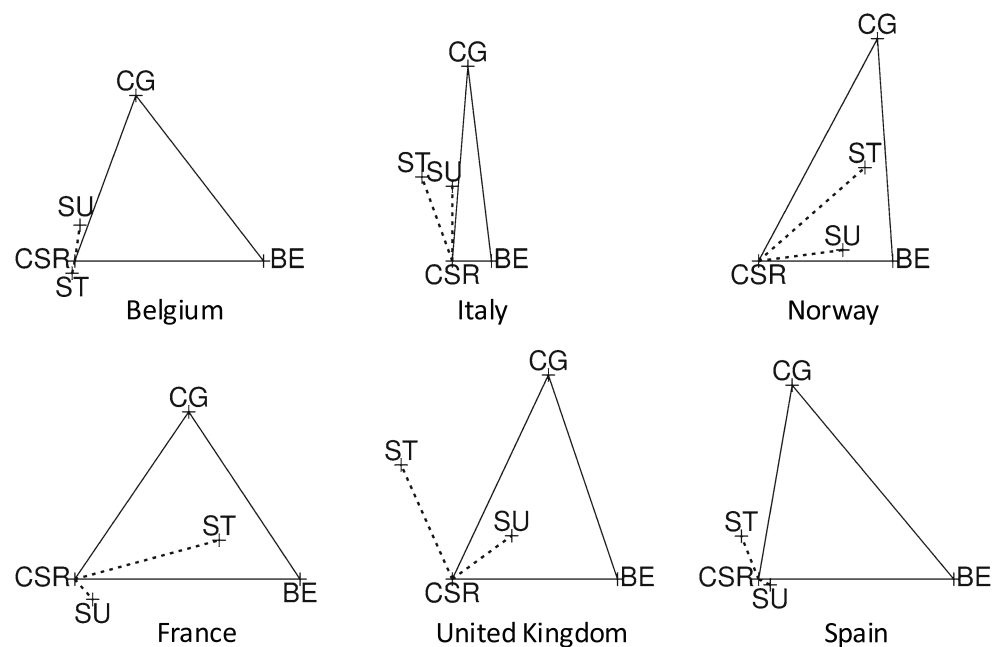 CG
SU
CSR
BE
ST
Belgium
CG
ST
SU
CSR
BE
Italy
CG
ST
SU
CSR
BE
Norway
CG
ST
CSR
SU
BE
France
CG
ST
SU
CSR
BE
United Kingdom
CG
ST
CSR
SU
BE
Spain